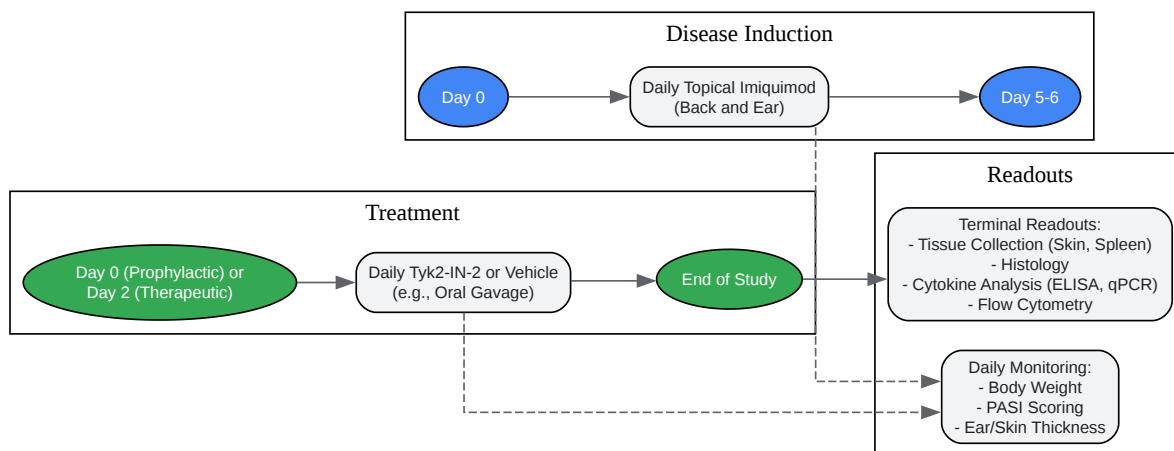 Disease Induction
Day 0
Daily Topical Imiquimod
(Back and Ear)
Day 5-6
Treatment
Day 0 (Prophylactic) or
Day 2 (Therapeutic)
Daily Tyk2-IN-2 or Vehicle
(e.g., Oral Gavage)
End of Study
Readouts
Terminal Readouts:
- Tissue Collection (Skin, Spleen)
- Histology
- Cytokine Analysis (ELISA, qPCR)
- Flow Cytometry
Daily Monitoring:
- Body Weight
- PASI Scoring
- Ear/Skin Thickness